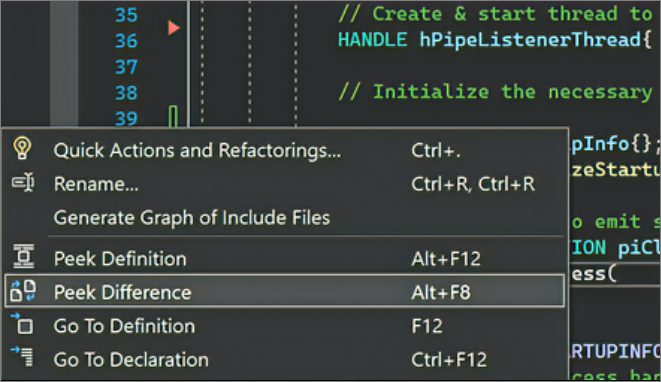 35 // Create & start thread to
36 HANDLE hPipeListenerThread{
37
38 // Initialize the necessary
39
pInfo{};
Quick Actions and Refactorings... Ctrl+.
zeStartu
Rename... Ctrl+R, Ctrl+R
Generate Graph of Include Files
o emit s
ION piCl
Peek Definition Alt+F12
ess(
Peek Difference Alt+F8
Go To Definition F12
RTUPINFO
Go To Declaration Ctrl+F12
cess han